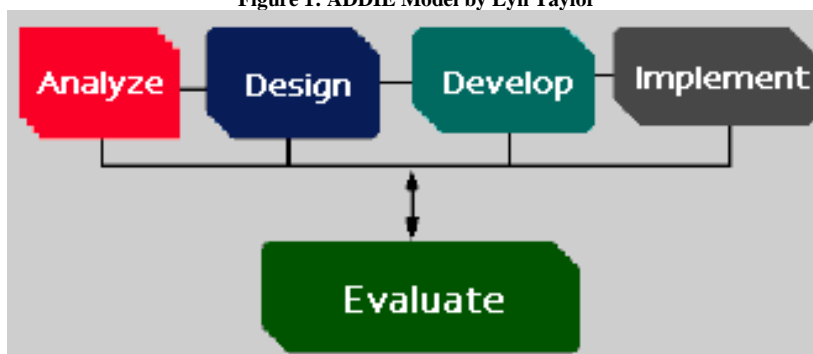 Figure 1: ADDIE Model by Lyn Taylor
Analyze
Design
Develop
Implement
Evaluate